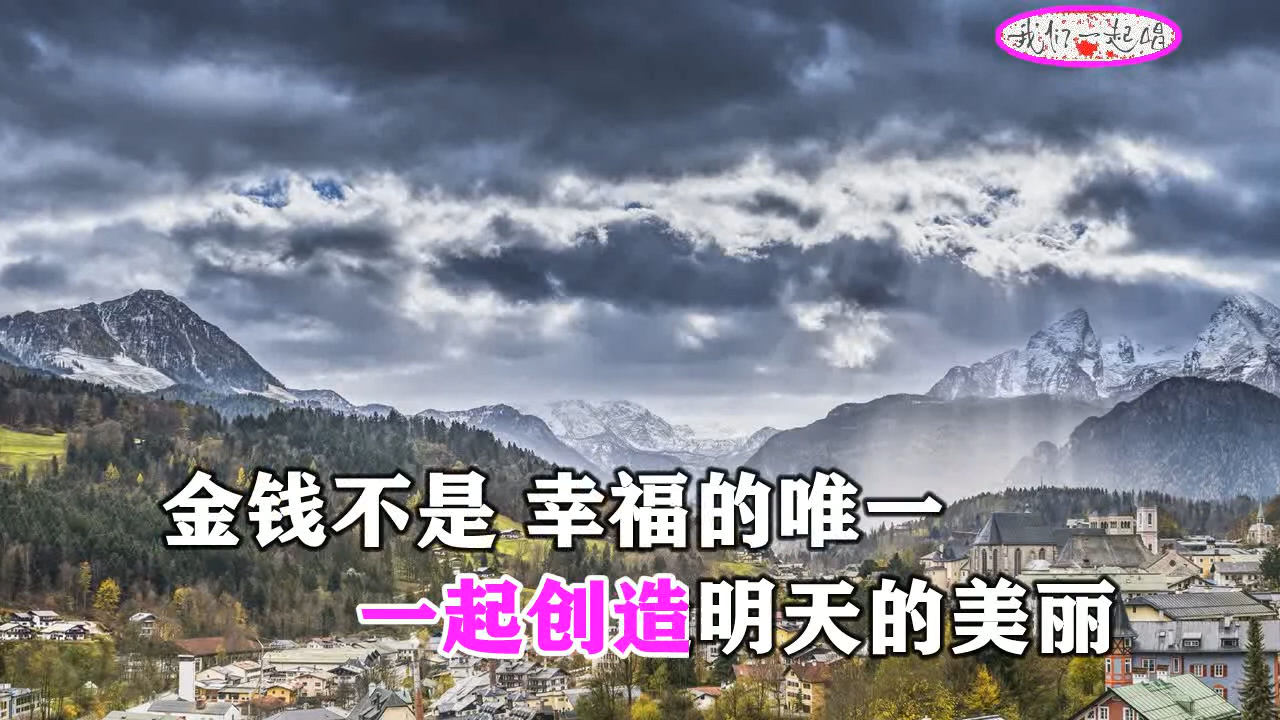 我们一起唱
金钱不是 幸福的唯一
一起创造明天的美丽